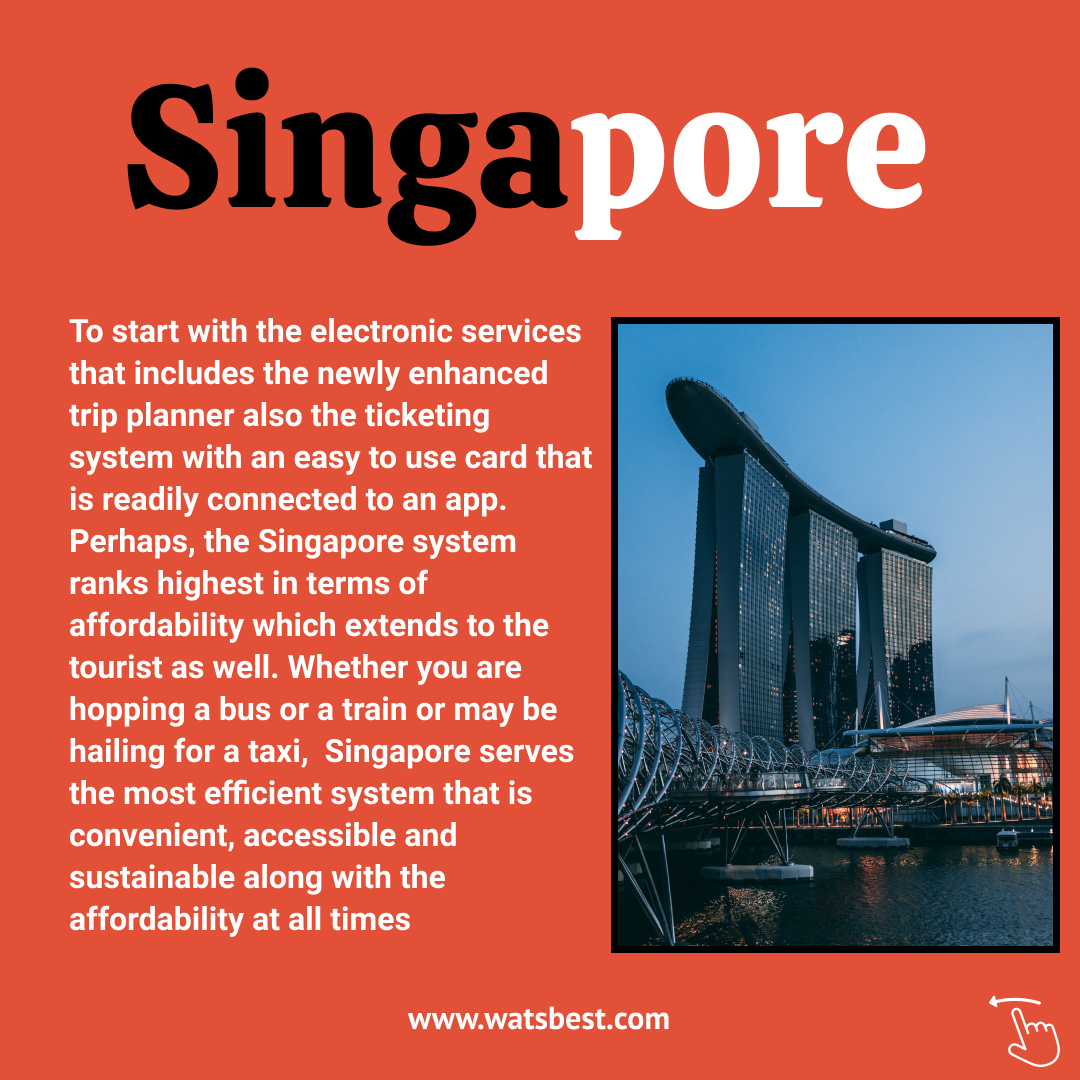 Singapore
To start with the electronic services
that includes the newly enhanced
trip planner also the ticketing
system with an easy to use card that
is readily connected to an app.
Perhaps, the Singapore system
ranks highest in terms of
affordability which extends to the
tourist as well. Whether you are
hopping a bus or a train or may be
hailing for a taxi,  Singapore serves
the most efficient system that is
convenient, accessible and
sustainable along with the
affordability at all times
www.watsbest.com